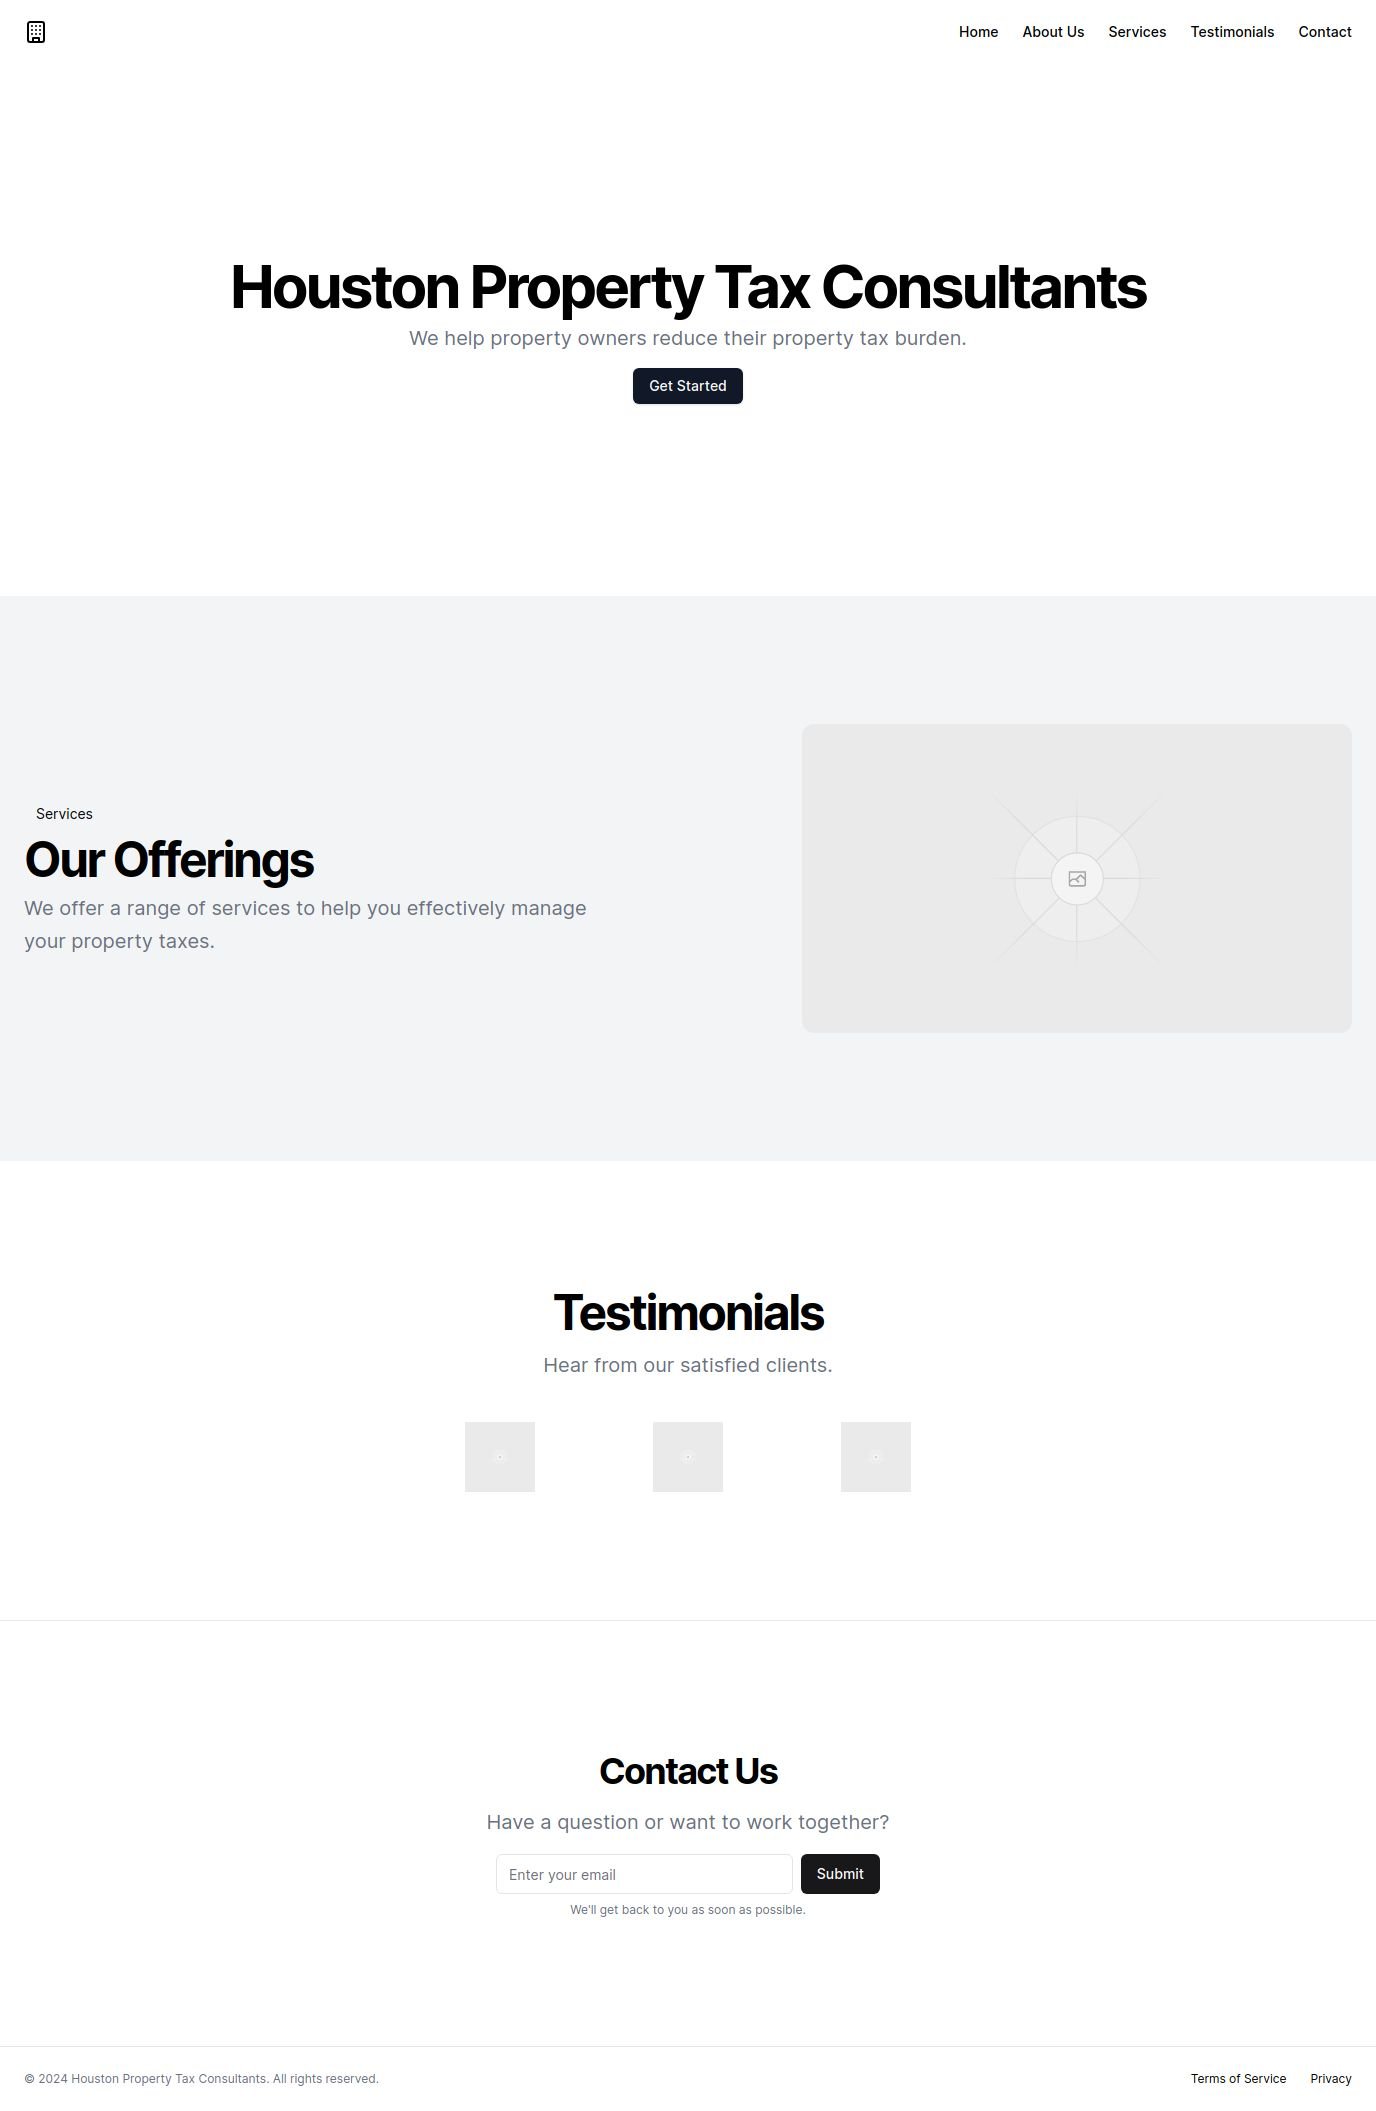 Home About Us Services Testimonials Contact
Houston Property Tax Consultants
We help property owners reduce their property tax burden.
Get Started
Services
Our Offerings
We offer a range of services to help you effectively manage
your property taxes.
Testimonials
Hear from our satisfied clients.
Contact Us
Have a question or want to work together?
Enter your email Submit
We'll get back to you as soon as possible.
© 2024 Houston Property Tax Consultants. All rights reserved. Terms of Service Privacy